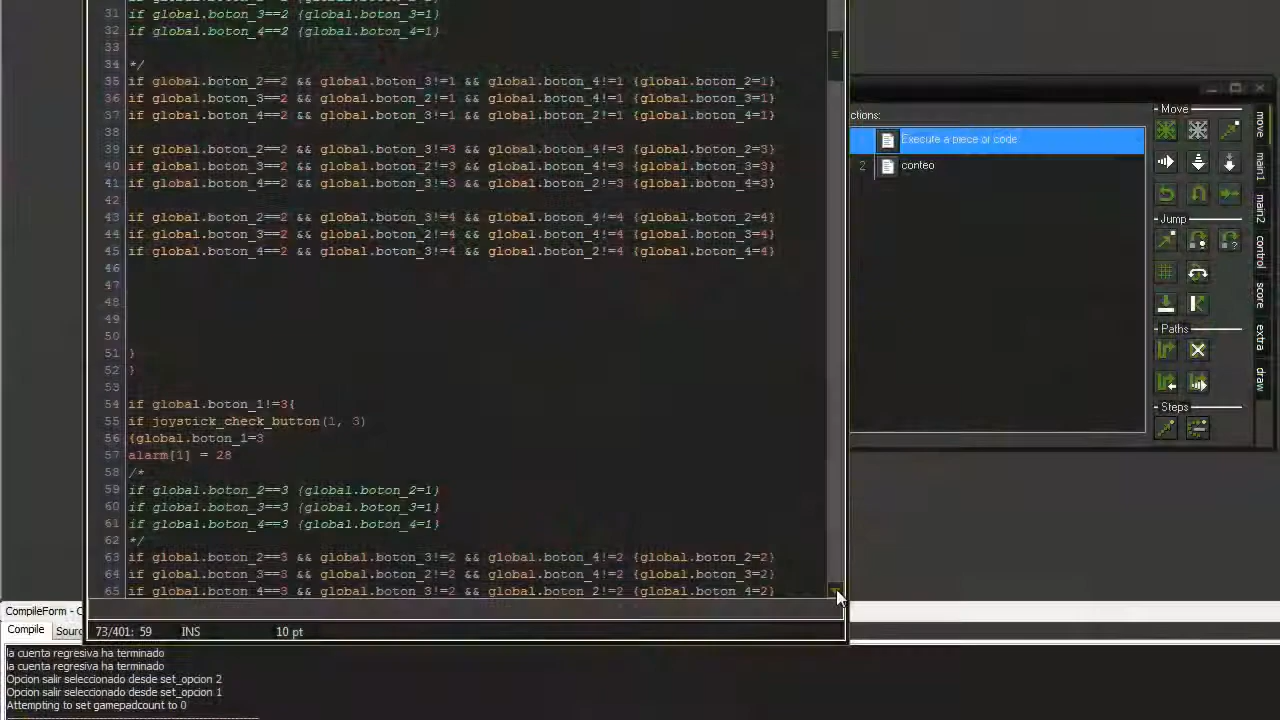 31 if global.boton_3==2 {global.boton_3=1}
32 if global.boton_4==2 {global.boton_4=1}
33
34 */
35 if global.boton_2==2 && global.boton_3!=1 && global.boton_4!=1 {global.boton_2=1}
36 if global.boton_3==2 && global.boton_2!=1 && global.boton_4!=1 {global.boton_3=1}
37 if global.boton_4==2 && global.boton_3!=1 && global.boton_2!=1 {global.boton_4=1}
38
39 if global.boton_2==2 && global.boton_3!=3 && global.boton_4!=3 {global.boton_2=3}
40 if global.boton_3==2 && global.boton_2!=3 && global.boton_4!=3 {global.boton_3=3}
41 if global.boton_4==2 && global.boton_3!=3 && global.boton_2!=3 {global.boton_4=3}
42
43 if global.boton_2==2 && global.boton_3!=4 && global.boton_4!=4 {global.boton_2=4}
44 if global.boton_3==2 && global.boton_2!=4 && global.boton_4!=4 {global.boton_3=4}
45 if global.boton_4==2 && global.boton_3!=4 && global.boton_2!=4 {global.boton_4=4}
46
47
48
49
50
51 }
52 }
53
54 if global.boton_1!=3{
55 if joystick_check_button(1, 3)
56 {global.boton_1=3
57 alarm[1] = 28
58 /*
59 if global.boton_2==3 {global.boton_2=1}
60 if global.boton_3==3 {global.boton_3=1}
61 if global.boton_4==3 {global.boton_4=1}
62 */
63 if global.boton_2==3 && global.boton_3!=2 && global.boton_4!=2 {global.boton_2=2}
64 if global.boton_3==3 && global.boton_2!=2 && global.boton_4!=2 {global.boton_3=2}
65 if global.boton_4==3 && global.boton_3!=2 && global.boton_2!=2 {global.boton_4=2}
73/401: 59 INS 10 pt
ctions:
Execute a piece of code
2 conteo
Move
Jump
Paths
Steps
move
main1
main2
control
score
extra
draw
CompileForm - C
Compile Sourc
la cuenta regresiva ha terminado
la cuenta regresiva ha terminado
Opcion salir seleccionado desde set_opcion 2
Opcion salir seleccionado desde set_opcion 1
Attempting to set gamepadcount to 0